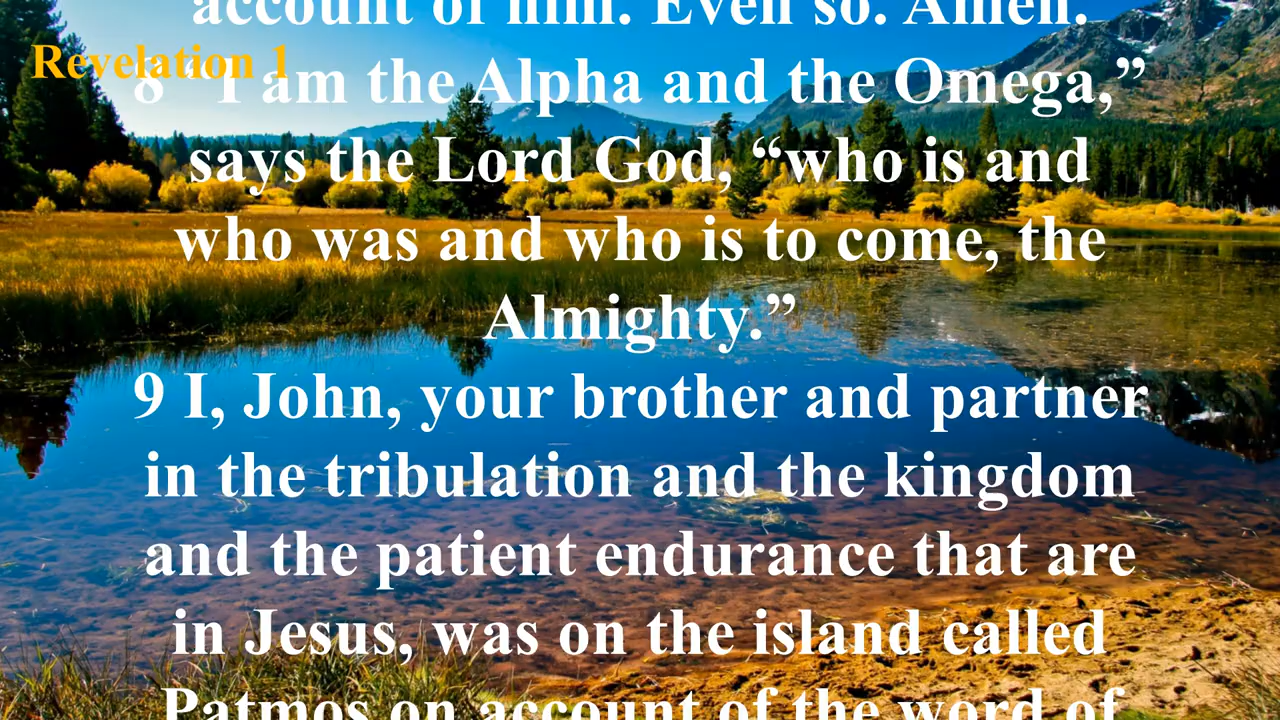 account of him. Even so. Amen.
Revelation 1
8 “I am the Alpha and the Omega,”
says the Lord God, “who is and
who was and who is to come, the
Almighty.”
9 I, John, your brother and partner
in the tribulation and the kingdom
and the patient endurance that are
in Jesus, was on the island called
Patmos on account of the word of